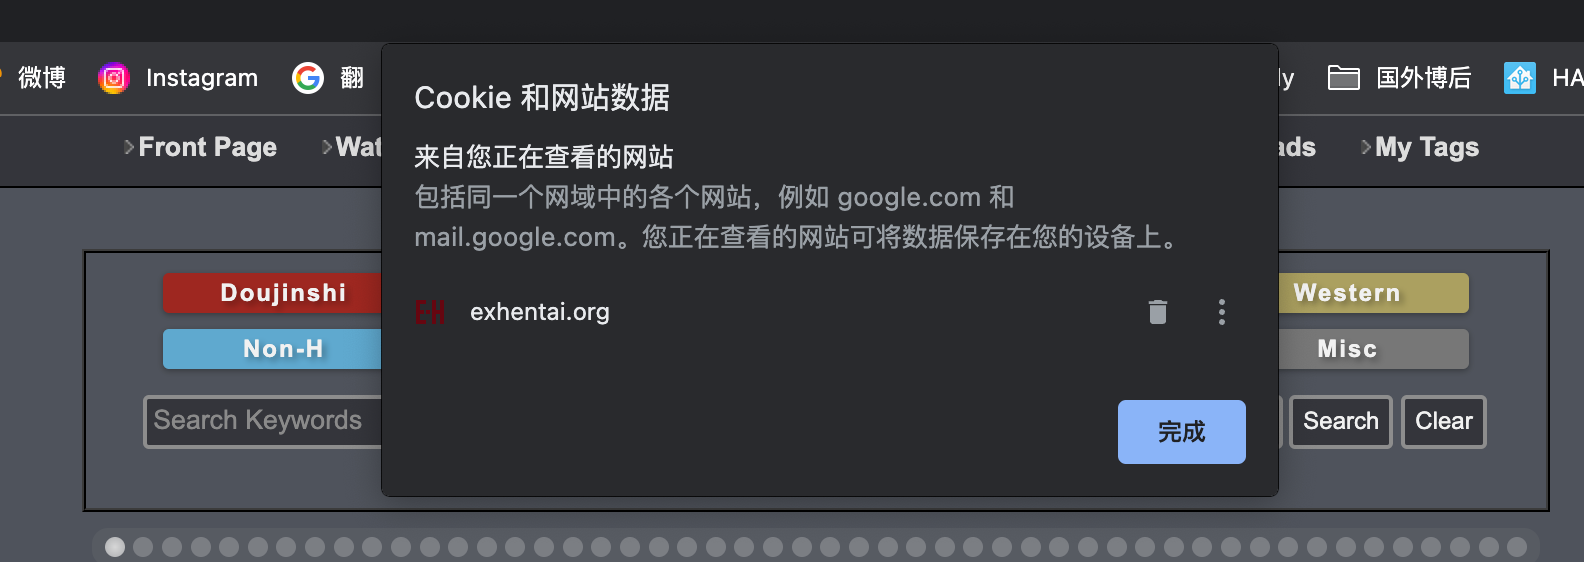 微博 Instagram 翻 ly 国外博后 HA
Front Page Wat ads My Tags
Cookie 和网站数据
来自您正在查看的网站
包括同一个网域中的各个网站，例如 google.com 和
mail.google.com。您正在查看的网站可将数据保存在您的设备上。
E-H exhentai.org
完成
Doujinshi Western
Non-H Misc
Search Keywords Search Clear